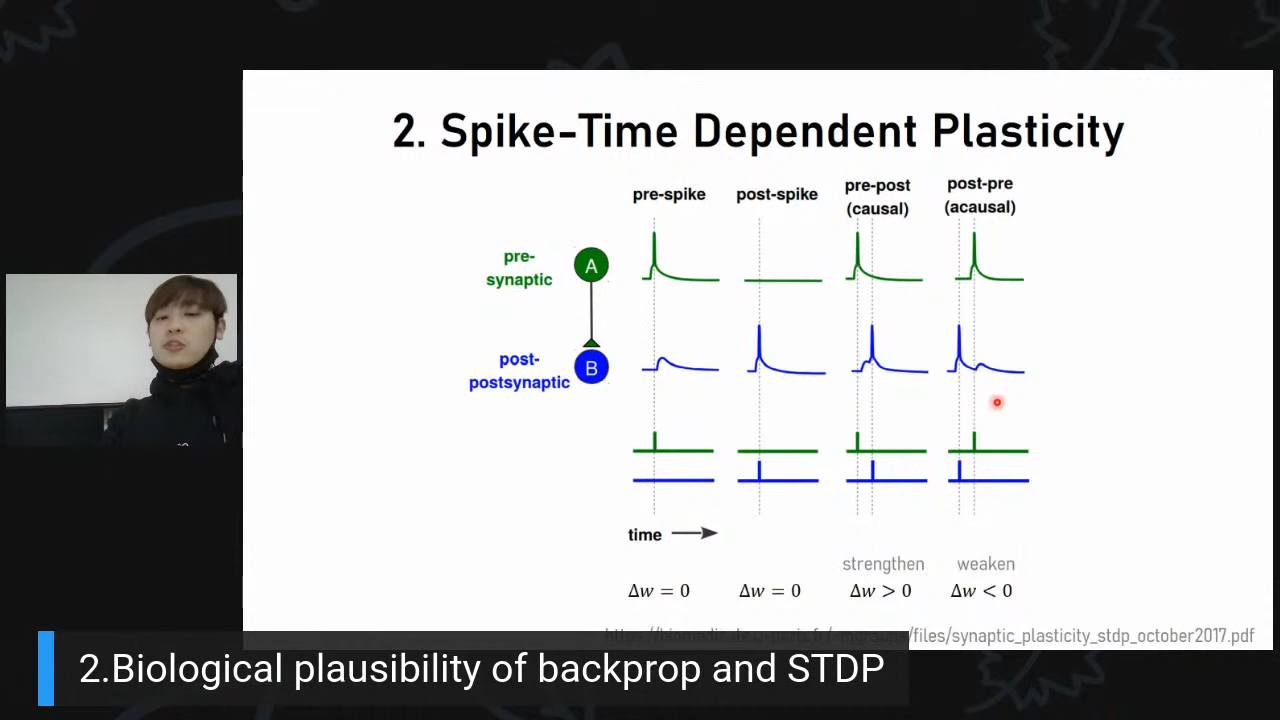 2. Spike-Time Dependent Plasticity
pre-spike
post-spike
pre-post
(causal)
post-pre
(acausal)
pre-
synaptic
A
post-
postsynaptic
B
time
strengthen
weaken
Δw = 0
Δw = 0
Δw > 0
Δw < 0
/files/synaptic_plasticity_stdp_october2017.pdf
2.Biological plausibility of backprop and STDP